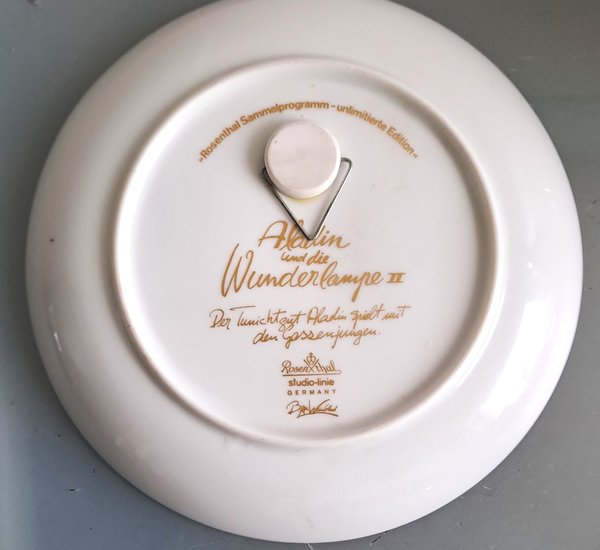 „Rosenthal Sammelprogramm - unlimitierte Edition“
Aladin
und die
Wunderlampe II
Der Tunichtgut Aladin spielt mit
den Gassenjungen.
Rosenthal
studio-linie
GERMANY